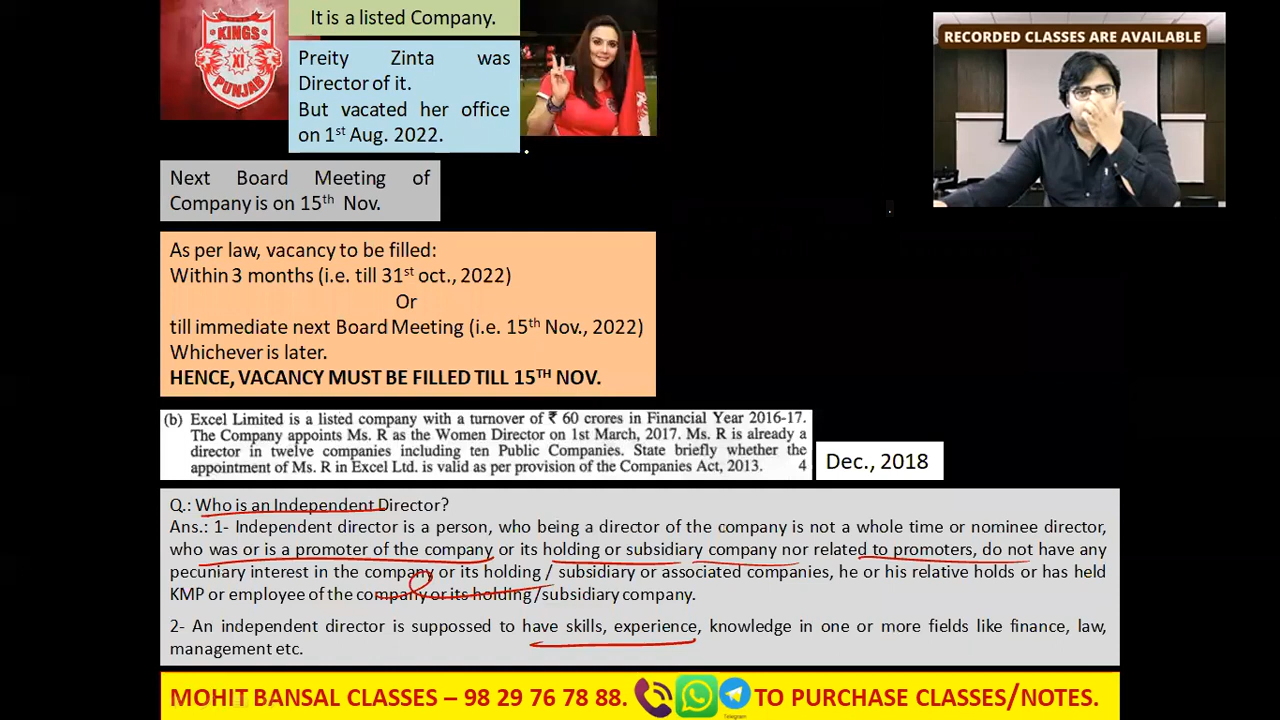 KINGS
XI
PUNJAB
It is a listed Company.
Preity Zinta was
Director of it.
But vacated her office
on 1st Aug. 2022.
RECORDED CLASSES ARE AVAILABLE
Next Board Meeting of
Company is on 15th Nov.
As per law, vacancy to be filled:
Within 3 months (i.e. till 31st oct., 2022)
Or
till immediate next Board Meeting (i.e. 15th Nov., 2022)
Whichever is later.
HENCE, VACANCY MUST BE FILLED TILL 15TH NOV.
(b) Excel Limited is a listed company with a turnover of ₹ 60 crores in Financial Year 2016-17.
The Company appoints Ms. R as the Women Director on 1st March, 2017. Ms. R is already a
director in twelve companies including ten Public Companies. State briefly whether the
appointment of Ms. R in Excel Ltd. is valid as per provision of the Companies Act, 2013. 4
Dec., 2018
Q.: Who is an Independent Director?
Ans.: 1- Independent director is a person, who being a director of the company is not a whole time or nominee director,
who was or is a promoter of the company or its holding or subsidiary company nor related to promoters, do not have any
pecuniary interest in the company or its holding / subsidiary or associated companies, he or his relative holds or has held
KMP or employee of the company or its holding/subsidiary company.
2- An independent director is supposed to have skills, experience, knowledge in one or more fields like finance, law,
management etc.
MOHIT BANSAL CLASSES – 98 29 76 78 88. TO PURCHASE CLASSES/NOTES.
Telegram